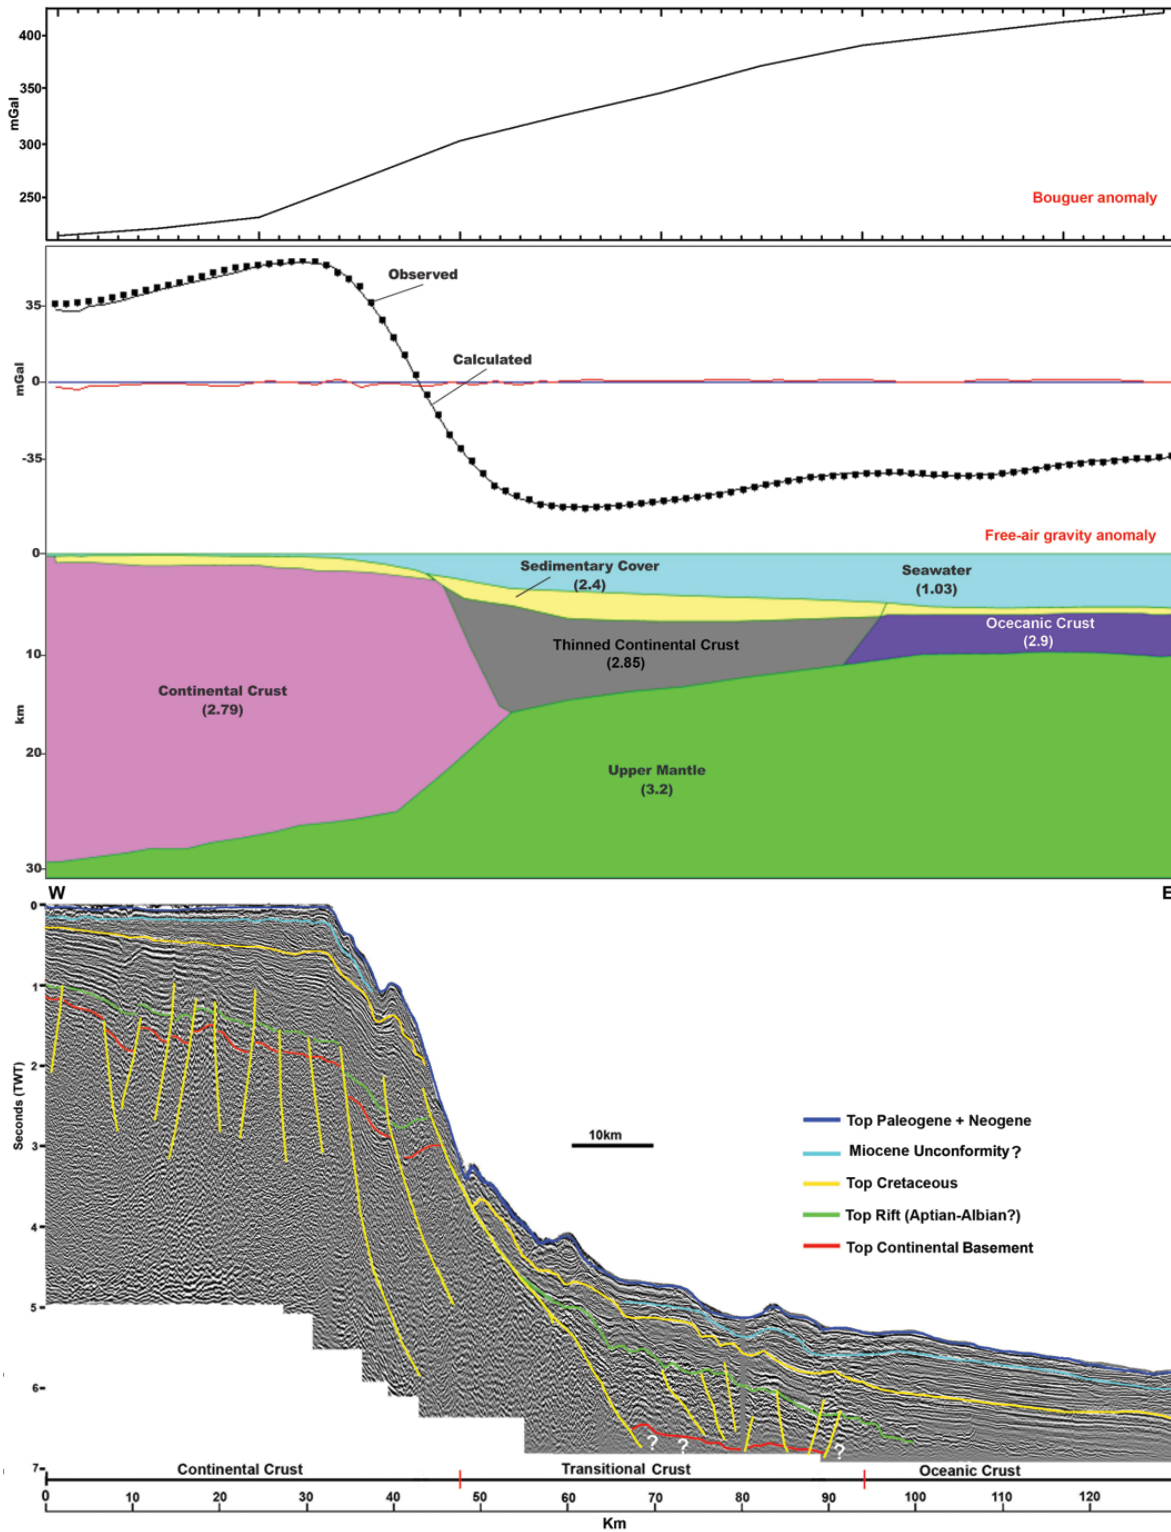 400
350
mGal
300
250
Bouguer anomaly
Observed
35
Calculated
mGal
0
-35
Free-air gravity anomaly
0
Sedimentary Cover
(2.4)
Seawater
(1.03)
Ocecanic Crust
(2.9)
Thinned Continental Crust
(2.85)
10
Continental Crust
(2.79)
km
20
Upper Mantle
(3.2)
30
W
E
0
1
2
Seconds (TWT)
3
4
5
6
7
10km
Top Paleogene + Neogene
Miocene Unconformity ?
Top Cretaceous
Top Rift (Aptian-Albian?)
Top Continental Basement
? ? ?
Continental Crust Transitional Crust Oceanic Crust
0 10 20 30 40 50 60 70 80 90 100 110 120
Km